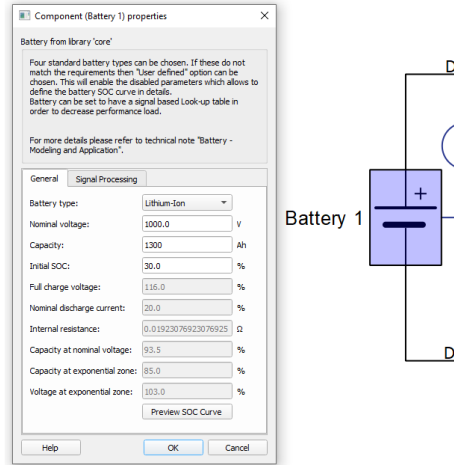 Component (Battery 1) properties
Battery from library 'core'
Four standard battery types can be chosen. If these do not
match the requirements then "User defined" option can be
chosen. This will enable the disabled parameters which allows to
define the battery SOC curve in details.
Battery can be set to have a signal based Look-up table in
order to decrease performance load.
For more details please refer to technical note "Battery -
Modeling and Application".
General Signal Processing
Battery type: Lithium-Ion
Nominal voltage: 1000.0 V
Capacity: 1300 Ah
Initial SOC: 30.0 %
Full charge voltage: 116.0 %
Nominal discharge current: 20.0 %
Internal resistance: 0.01923076923076925 Ω
Capacity at nominal voltage: 93.5 %
Capacity at exponential zone: 85.0 %
Voltage at exponential zone: 103.0 %
Preview SOC Curve
Help OK Cancel
D
+
Battery 1
D